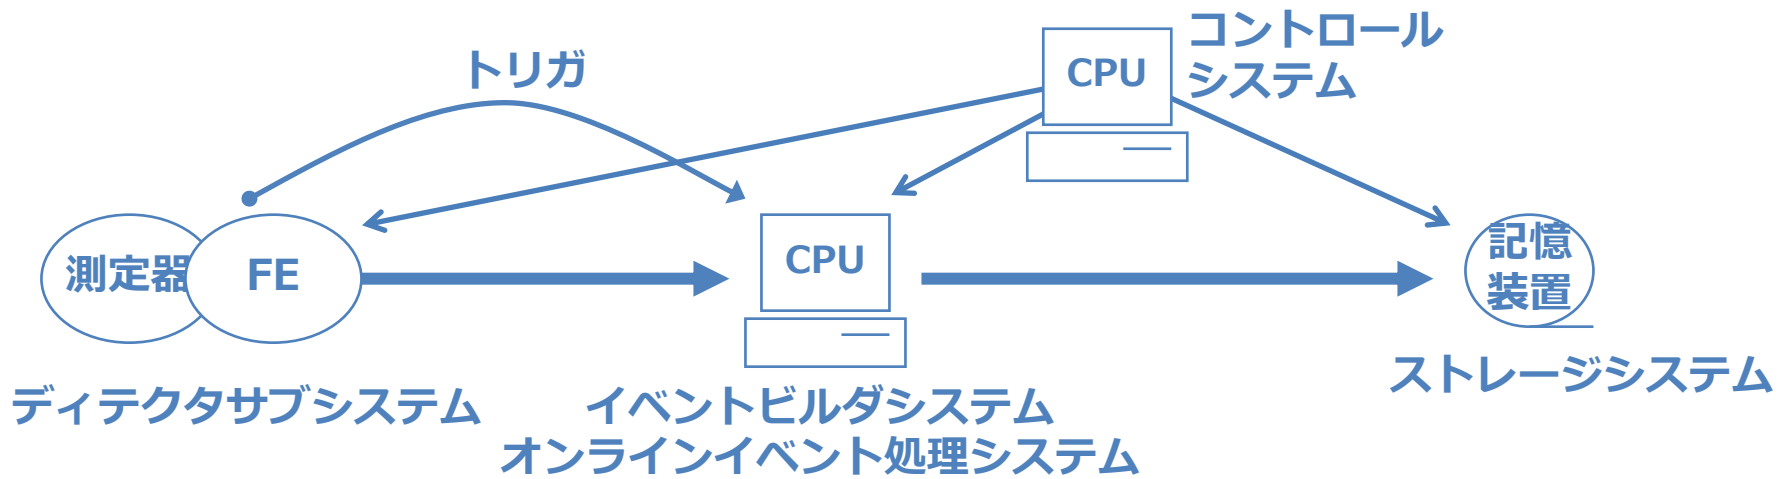 トリガ
CPU
コントロール
システム
測定器
FE
CPU
記憶
装置
ディテクタサブシステム
イベントビルダシステム
オンラインイベント処理システム
ストレージシステム